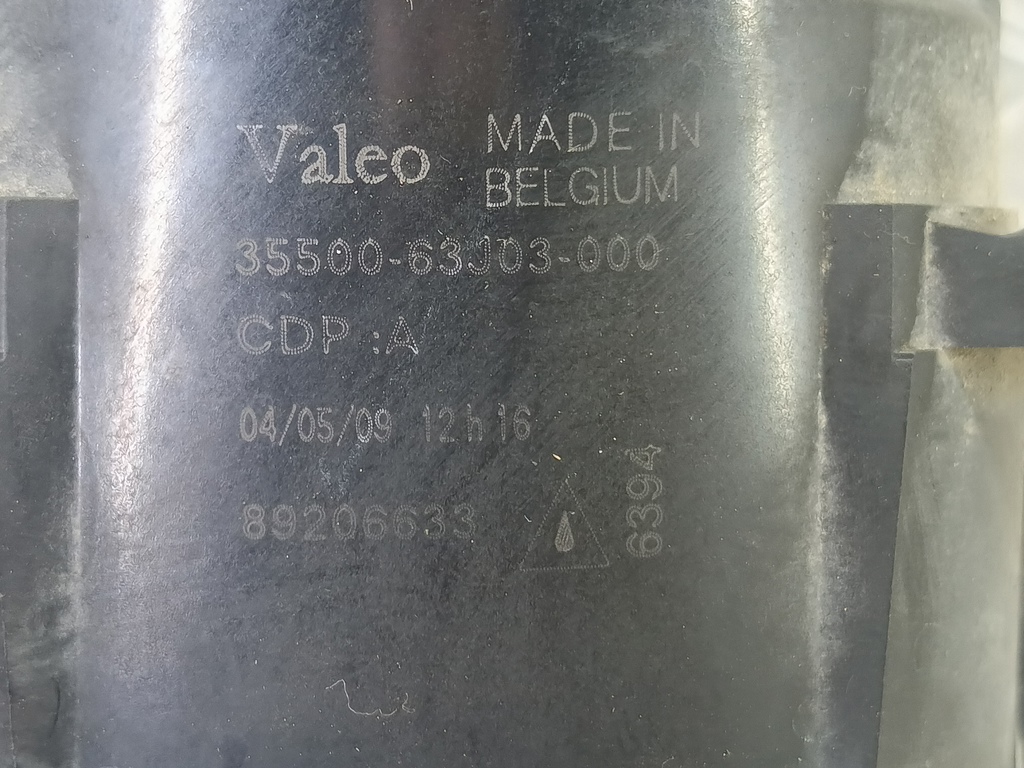 Valeo MADE IN
BELGIUM
35500-63J03-000
CDP :A
04/05/09 12h16
89206633
6394